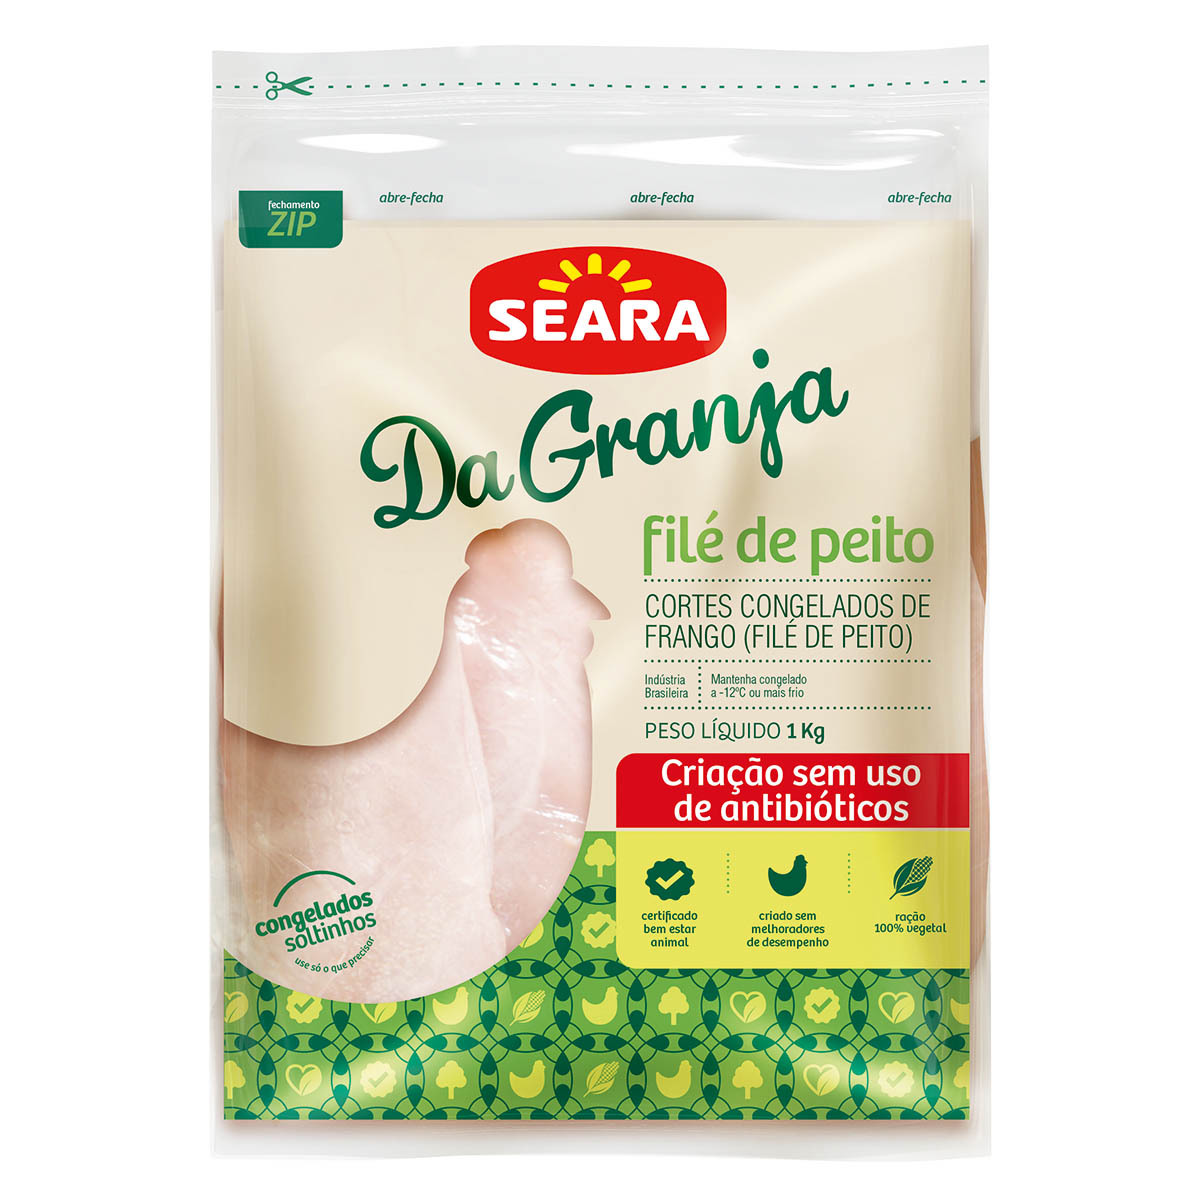 fechamento
ZIP
abre-fecha
abre-fecha
abre-fecha
SEARA
Da Granja
filé de peito
CORTES CONGELADOS DE
FRANGO (FILÉ DE PEITO)
Indústria
Brasileira
Mantenha congelado
a -12ºC ou mais frio
PESO LÍQUIDO 1 Kg
Criação sem uso
de antibióticos
certificado
bem estar
animal
criado sem
melhoradores
de desempenho
ração
100% vegetal
congelados
soltinhos
use só o que precisar